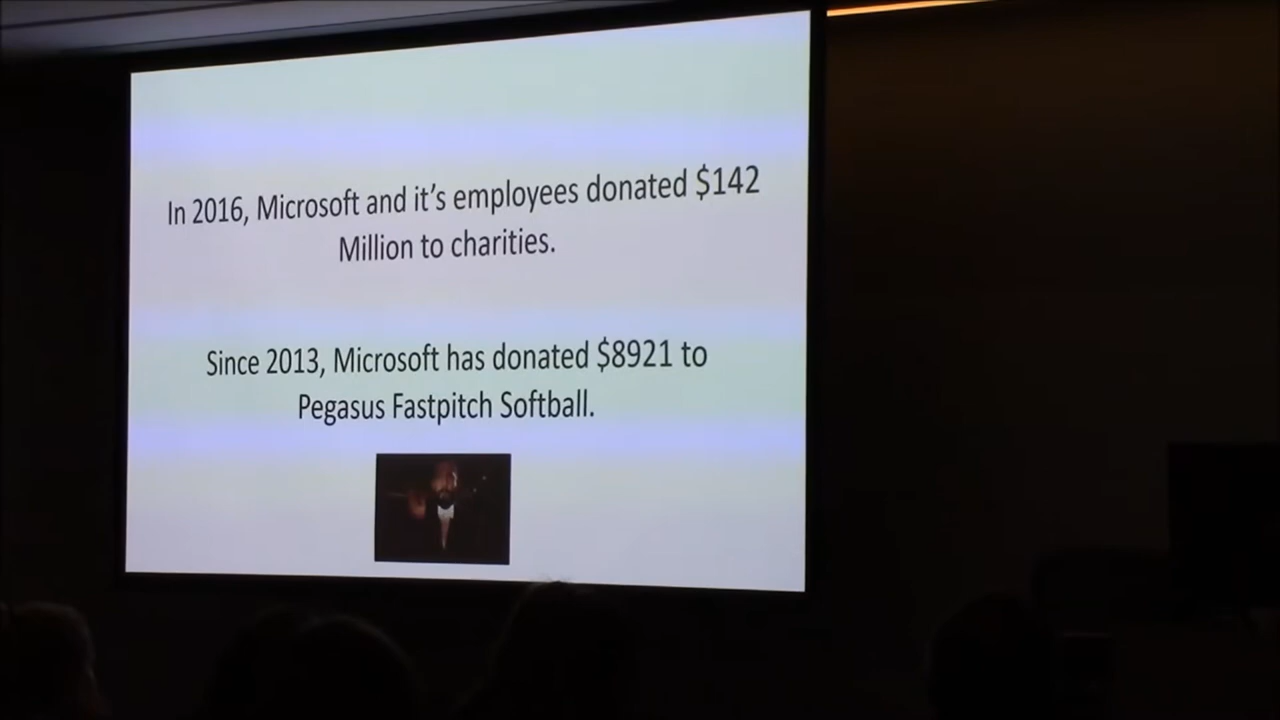 In 2016, Microsoft and it's employees donated $142
Million to charities.
Since 2013, Microsoft has donated $8921 to
Pegasus Fastpitch Softball.